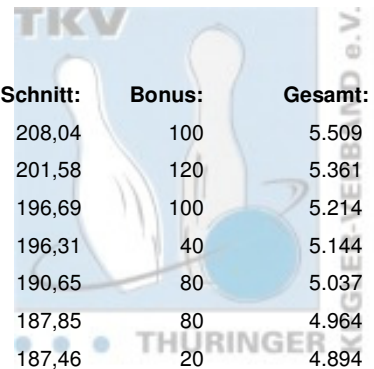 TKV
Schnitt: Bonus: Gesamt:
208,04 100 5.509
201,58 120 5.361
196,69 100 5.214
196,31 40 5.144
190,65 80 5.037
187,85 80 4.964
187,46 20 4.894
THÜRINGER
KEGLER-VERBAND e.V.